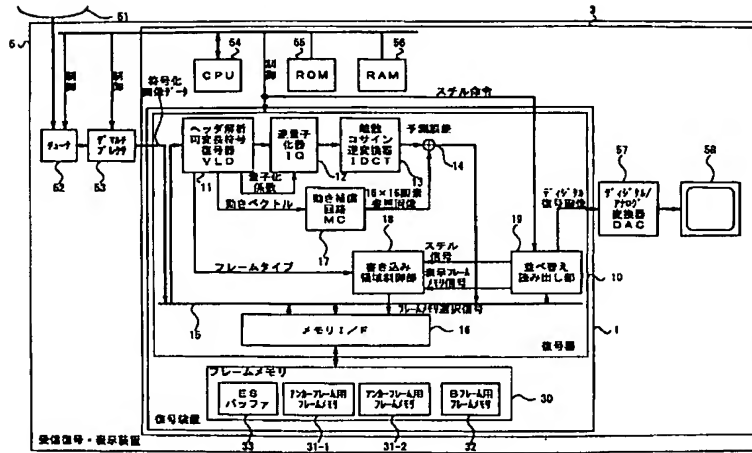 51
5
3
54
55
56
CPU
ROM
RAM
符号化
画像データ
スチル命令
チューナ
デマルチ
プレクサ
52
53
ヘッダ解析
可変長符号
復号器
VLD
11
逆量子
化器
IQ
12
離散
コサイン
逆変換器
IDCT
13
予測誤差
14
量子化
係数
動きベクトル
動き補償
回路
MC
17
16×16画素
参照画像
ディジタル
復号画像
57
58
ディジタル/
アナログ
変換器
DAC
18
19
スチル
信号
フレームタイプ
書き込み
領域制御部
表示フレーム
メモリ信号
並べ替え
読み出し部
10
1
15
フレームメモリ選択信号
メモリI/F
16
復号器
フレームメモリ
ES
バッファ
アンカーフレーム用
フレームメモリ
アンカーフレーム用
フレームメモリ
Bフレーム用
フレームメモリ
30
復号装置
33
31-1
31-2
32
受信復号・表示装置